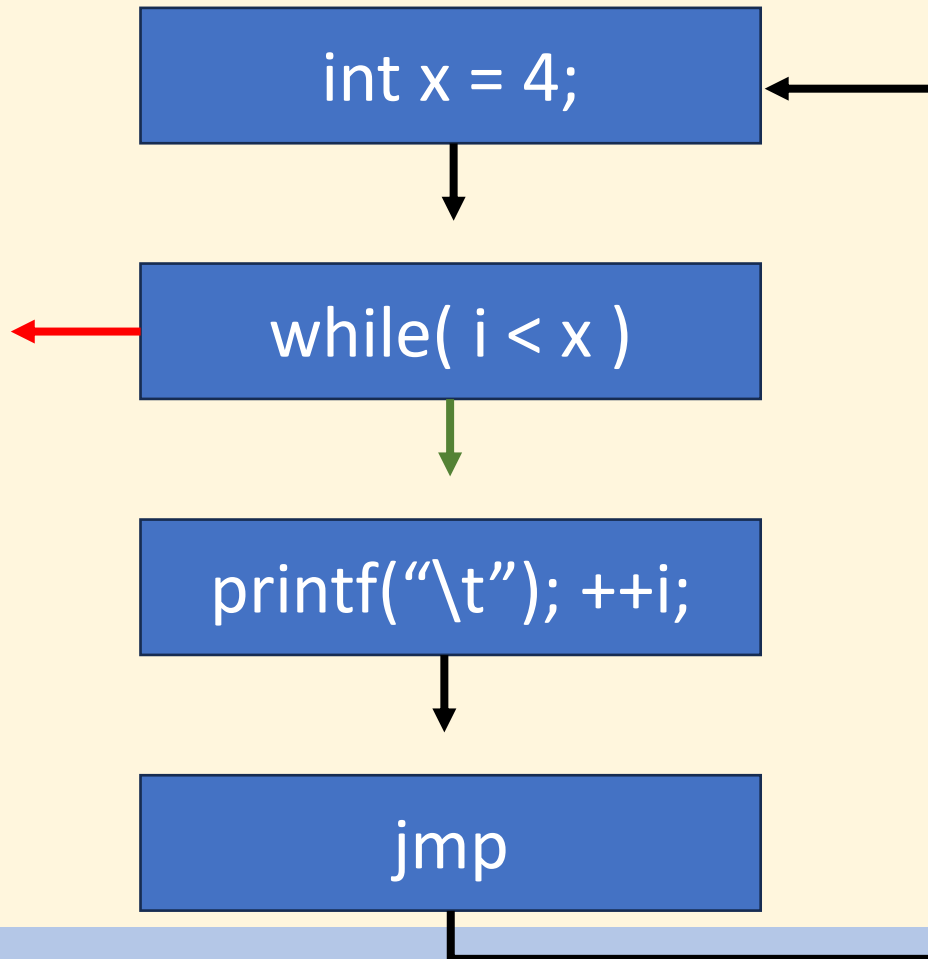 int x = 4;
while( i < x )
printf(“\t”); ++i;
jmp